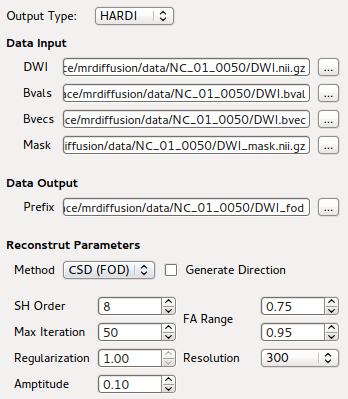 Output Type: HARDI
Data Input
DWI ce/mrdiffusion/data/NC_01_0050/DWI.nii.gz ...
Bvals ace/mrdiffusion/data/NC_01_0050/DWI.bval ...
Bvecs ace/mrdiffusion/data/NC_01_0050/DWI.bvec ...
Mask diffusion/data/NC_01_0050/DWI_mask.nii.gz ...
Data Output
Prefix ace/mrdiffusion/data/NC_01_0050/DWI_fod ...
Reconstrut Parameters
Method CSD (FOD) Generate Direction
SH Order 8 FA Range 0.75
Max Iteration 50 0.95
Regularization 1.00 Resolution 300
Amptitude 0.10